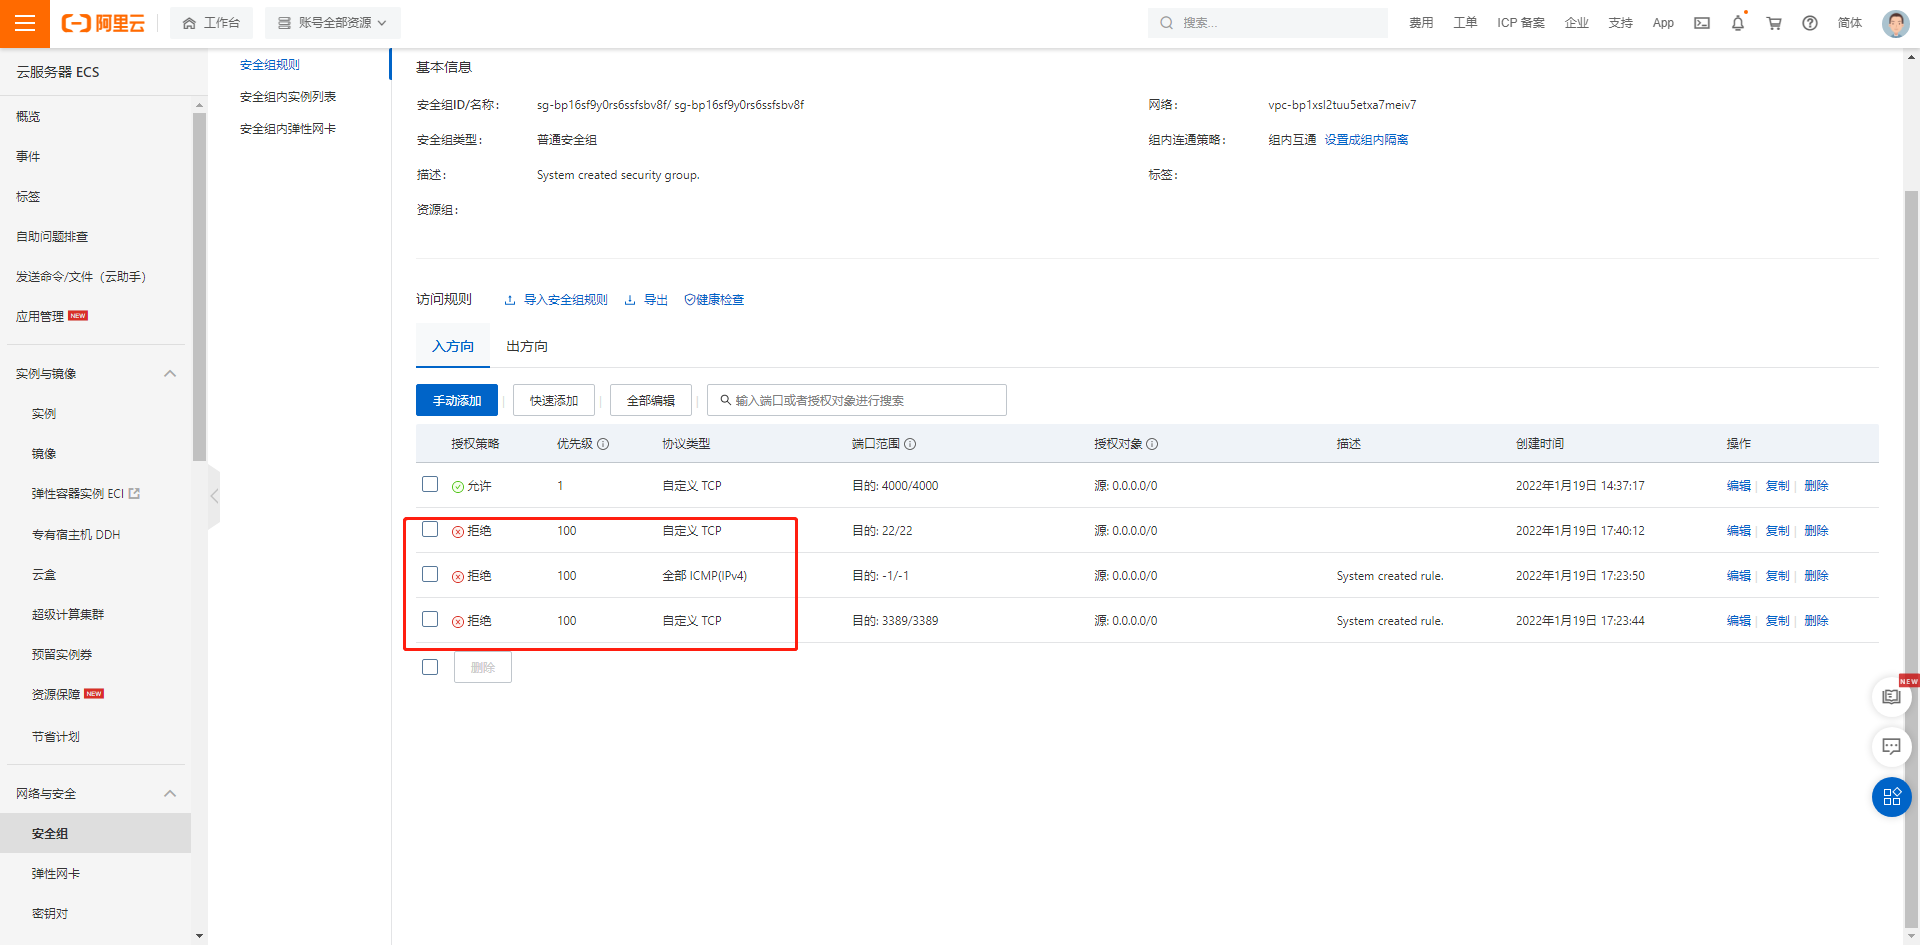 阿里云 工作台 账号全部资源 搜索... 费用 工单 ICP 备案 企业 支持 App 简体
云服务器 ECS
概览
事件
标签
自助问题排查
发送命令/文件（云助手）
应用管理 NEW
实例与镜像
实例
镜像
弹性容器实例 ECI
专有宿主机 DDH
云盒
超级计算集群
预留实例券
资源保障 NEW
节省计划
网络与安全
安全组
弹性网卡
密钥对
安全组规则
安全组内实例列表
安全组内弹性网卡
基本信息
安全组ID/名称： sg-bp16sf9y0rs6ssfsbv8f/ sg-bp16sf9y0rs6ssfsbv8f 网络： vpc-bp1xsl2tuu5etxa7meiv7
安全组类型： 普通安全组 组内连通策略： 组内互通 设置成组内隔离
描述： System created security group. 标签：
资源组：
访问规则 导入安全组规则 导出 健康检查
入方向 出方向
手动添加 快速添加 全部编辑 输入端口或者授权对象进行搜索
授权策略 优先级 协议类型 端口范围 授权对象 描述 创建时间 操作
允许 1 自定义 TCP 目的: 4000/4000 源: 0.0.0.0/0 2022年1月19日 14:37:17 编辑 复制 删除
拒绝 100 自定义 TCP 目的: 22/22 源: 0.0.0.0/0 2022年1月19日 17:40:12 编辑 复制 删除
拒绝 100 全部 ICMP(IPv4) 目的: -1/-1 源: 0.0.0.0/0 System created rule. 2022年1月19日 17:23:50 编辑 复制 删除
拒绝 100 自定义 TCP 目的: 3389/3389 源: 0.0.0.0/0 System created rule. 2022年1月19日 17:23:44 编辑 复制 删除
删除
NEW